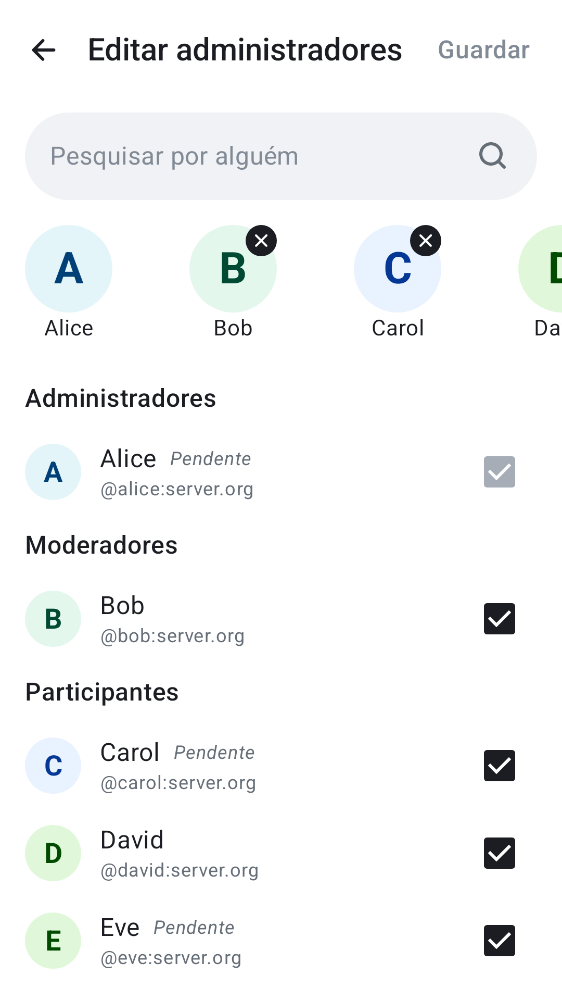 Editar administradores Guardar
Pesquisar por alguém
A B C D
Alice Bob Carol Da
Administradores
A Alice Pendente
@alice:server.org
Moderadores
B Bob
@bob:server.org
Participantes
C Carol Pendente
@carol:server.org
D David
@david:server.org
E Eve Pendente
@eve:server.org